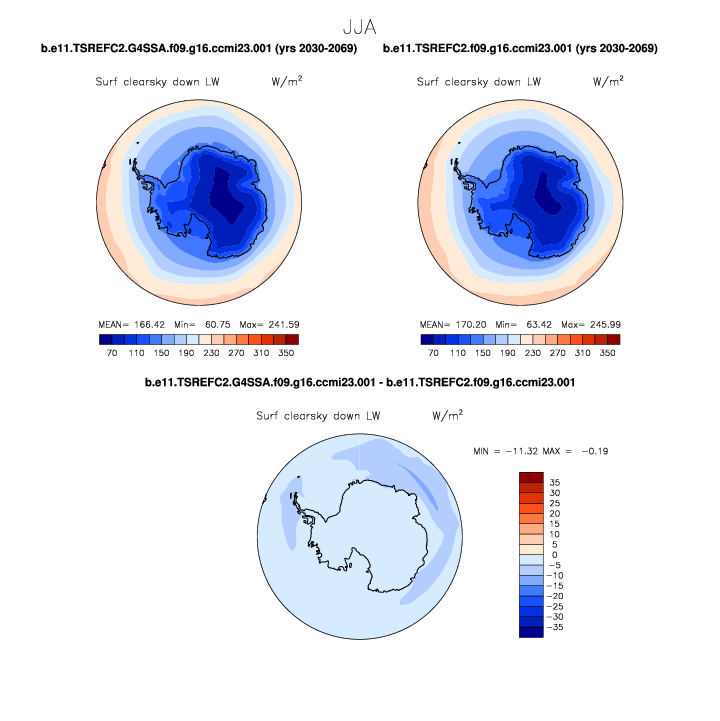 JJA
b.e11.TSREFC2.G4SSA.f09.g16.ccmi23.001 (yrs 2030-2069) b.e11.TSREFC2.f09.g16.ccmi23.001 (yrs 2030-2069)
Surf clearsky down LW W/m² Surf clearsky down LW W/m²
MEAN= 166.42 Min= 60.75 Max= 241.59 MEAN= 170.20 Min= 63.42 Max= 245.99
70 110 150 190 230 270 310 350 70 110 150 190 230 270 310 350
b.e11.TSREFC2.G4SSA.f09.g16.ccmi23.001 - b.e11.TSREFC2.f09.g16.ccmi23.001
Surf clearsky down LW W/m²
MIN = -11.32 MAX = -0.19
35
30
25
20
15
10
5
0
-5
-10
-15
-20
-25
-30
-35